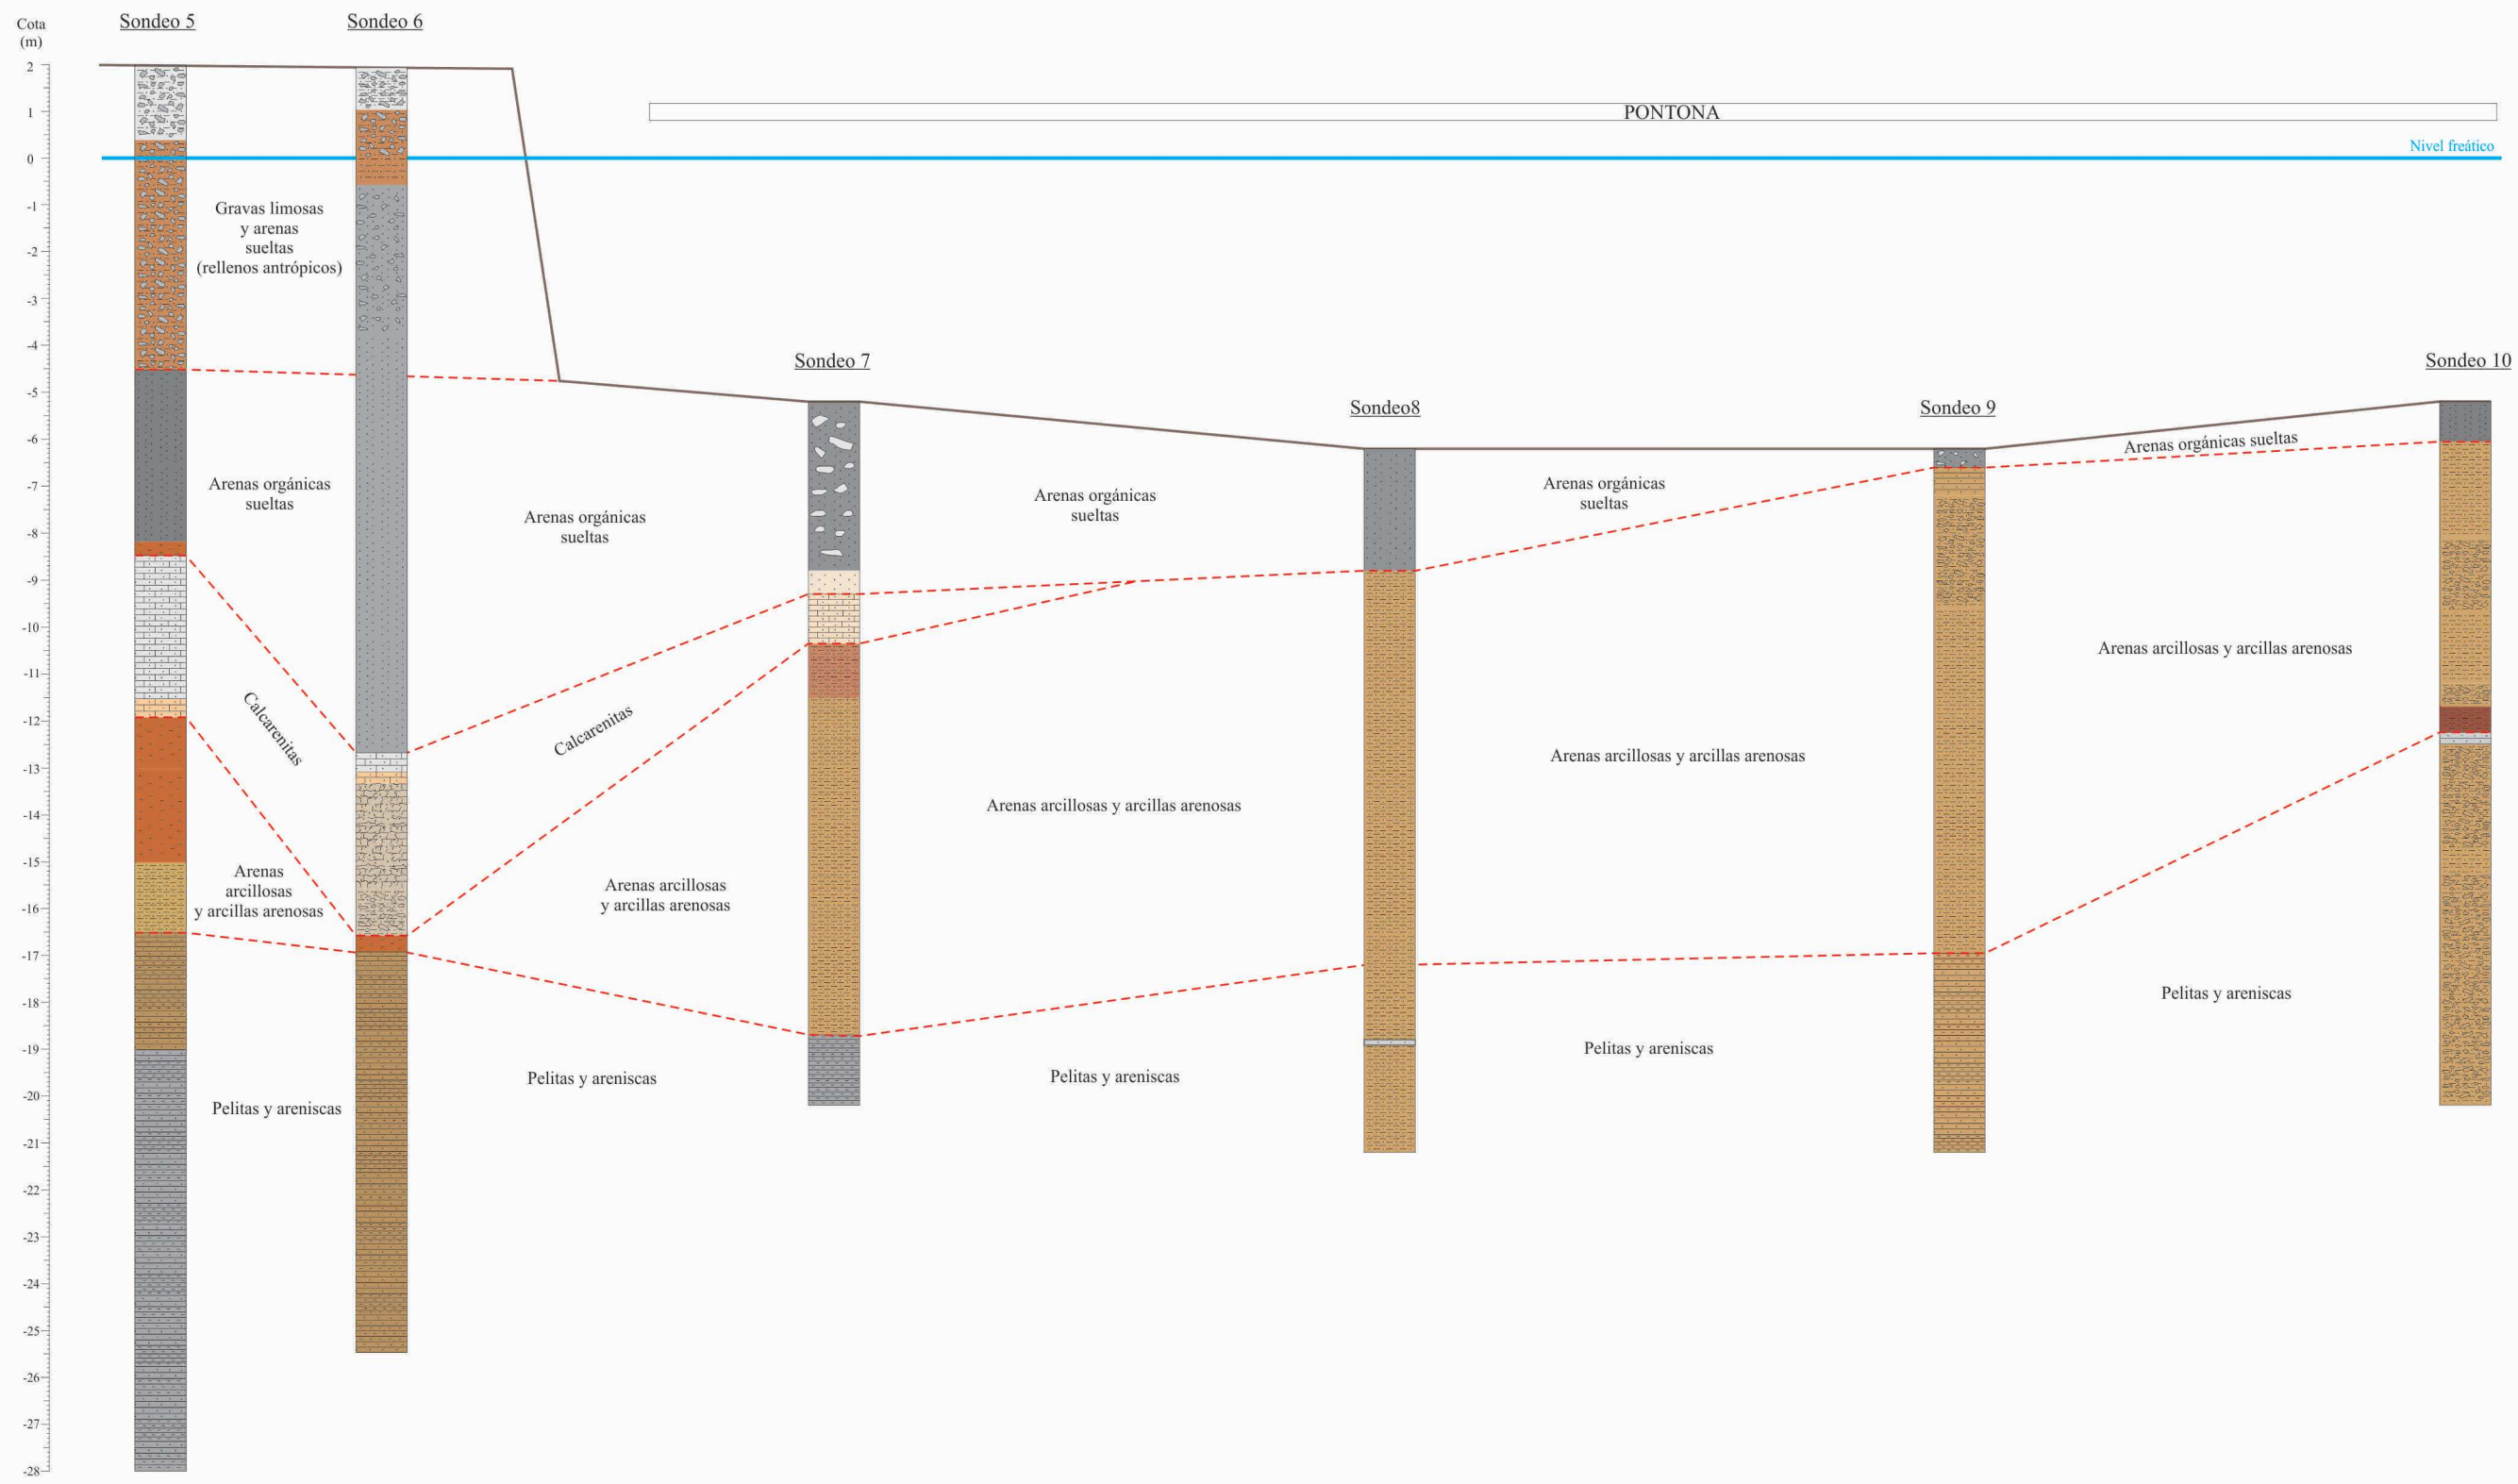 Cota
(m)
Sondeo 5
Sondeo 6
2
1
0
-1
-2
-3
-4
-5
-6
-7
-8
-9
-10
-11
-12
-13
-14
-15
-16
-17
-18
-19
-20
-21
-22
-23
-24
-25
-26
-27
-28
PONTONA
Nivel freático
Gravas limosas
y arenas
sueltas
(rellenos antrópicos)
Sondeo 7
Sondeo8
Sondeo 9
Sondeo 10
Arenas orgánicas
sueltas
Arenas orgánicas
sueltas
Arenas orgánicas
sueltas
Arenas orgánicas
sueltas
Arenas orgánicas sueltas
Calcarenitas
Calcarenitas
Arenas
arcillosas
y arcillas arenosas
Arenas arcillosas
y arcillas arenosas
Arenas arcillosas y arcillas arenosas
Arenas arcillosas y arcillas arenosas
Arenas arcillosas y arcillas arenosas
Pelitas y areniscas
Pelitas y areniscas
Pelitas y areniscas
Pelitas y areniscas
Pelitas y areniscas